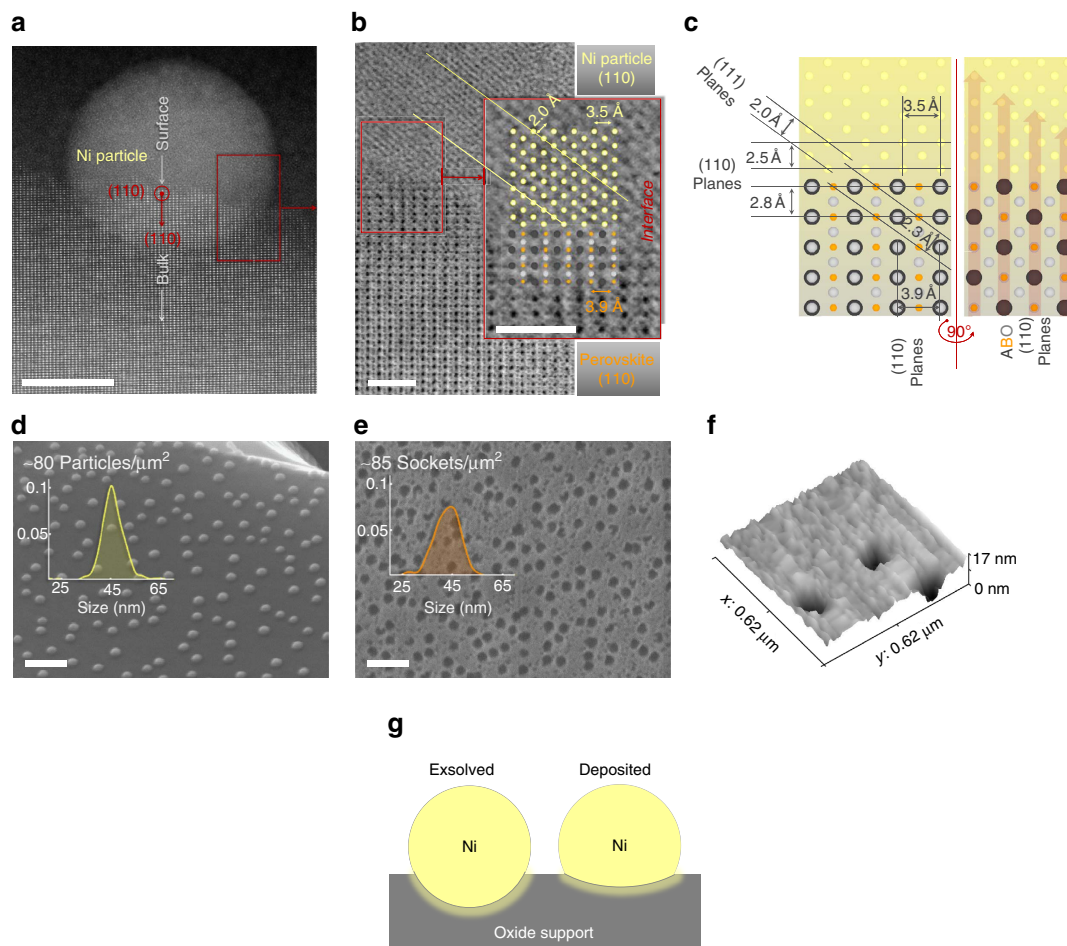 a
Surface
Ni particle
(110)
(110)
Bulk
b
Ni particle
(110)
2.0 Å
3.5 Å
Interface
3.9 Å
Perovskite
(110)
c
(111)
Planes
2.0 Å
3.5 Å
2.5 Å
(110)
Planes
2.8 Å
2.3Å
3.9 Å
(110)
Planes
90°
ABO
(110)
Planes
d
~80 Particles/μm²
0.1
0.05
25 45 65
Size (nm)
e
~85 Sockets/μm²
0.1
0.05
25 45 65
Size (nm)
f
17 nm
0 nm
x: 0.62 μm
y: 0.62 μm
g
Exsolved Deposited
Ni Ni
Oxide support